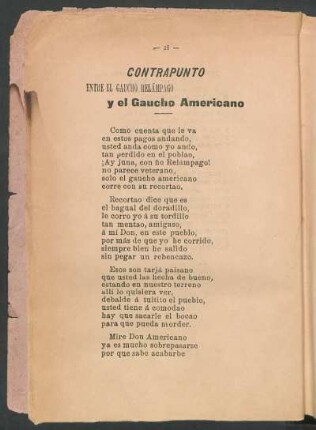 — 21 —
CONTRAPUNTO
ENTRE EL GAUCHO RELÁMPAGO
y el Gaucho Americano
Como cuenta que le va
en estos pagos andando,
usted anda como yo ando,
tan perdido en el poblao,
¡Ay juna, con ño Relámpago!
no parece veterano,
solo el gaucho americano
corre con su recortao.
Recortao dice que es
el bagual del doradillo,
le corro yo á su tordillo
tan mentao, amigaso,
á mi Don, en este pueblo,
por más de que yo he corrido,
siempre bien he salido
sin pegar un rebencazo.
Esos san tarjá paisano
que usted las hecha de bueno,
estando en nuestro terreno
allí lo quisiera ver,
debalde á el pueblo,
usted tiene á comodao
hay que sacarle el bocao
para que pueda morder.
Mire Don Americano
ya es mucho sobrepasarse
por que sabe acabarbe